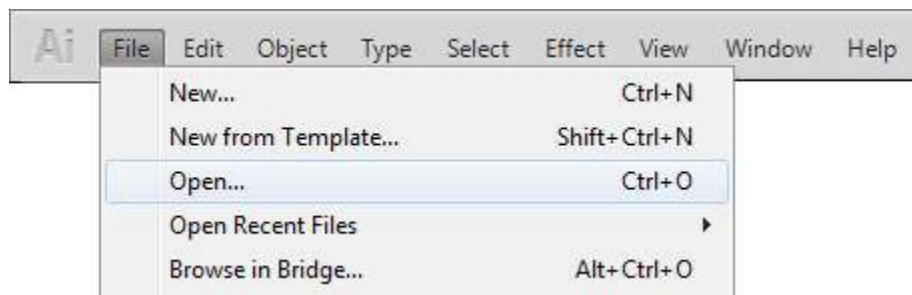 Ai File Edit Object Type Select Effect View Window Help
New... Ctrl+N
New from Template... Shift+Ctrl+N
Open... Ctrl+O
Open Recent Files
Browse in Bridge... Alt+Ctrl+O